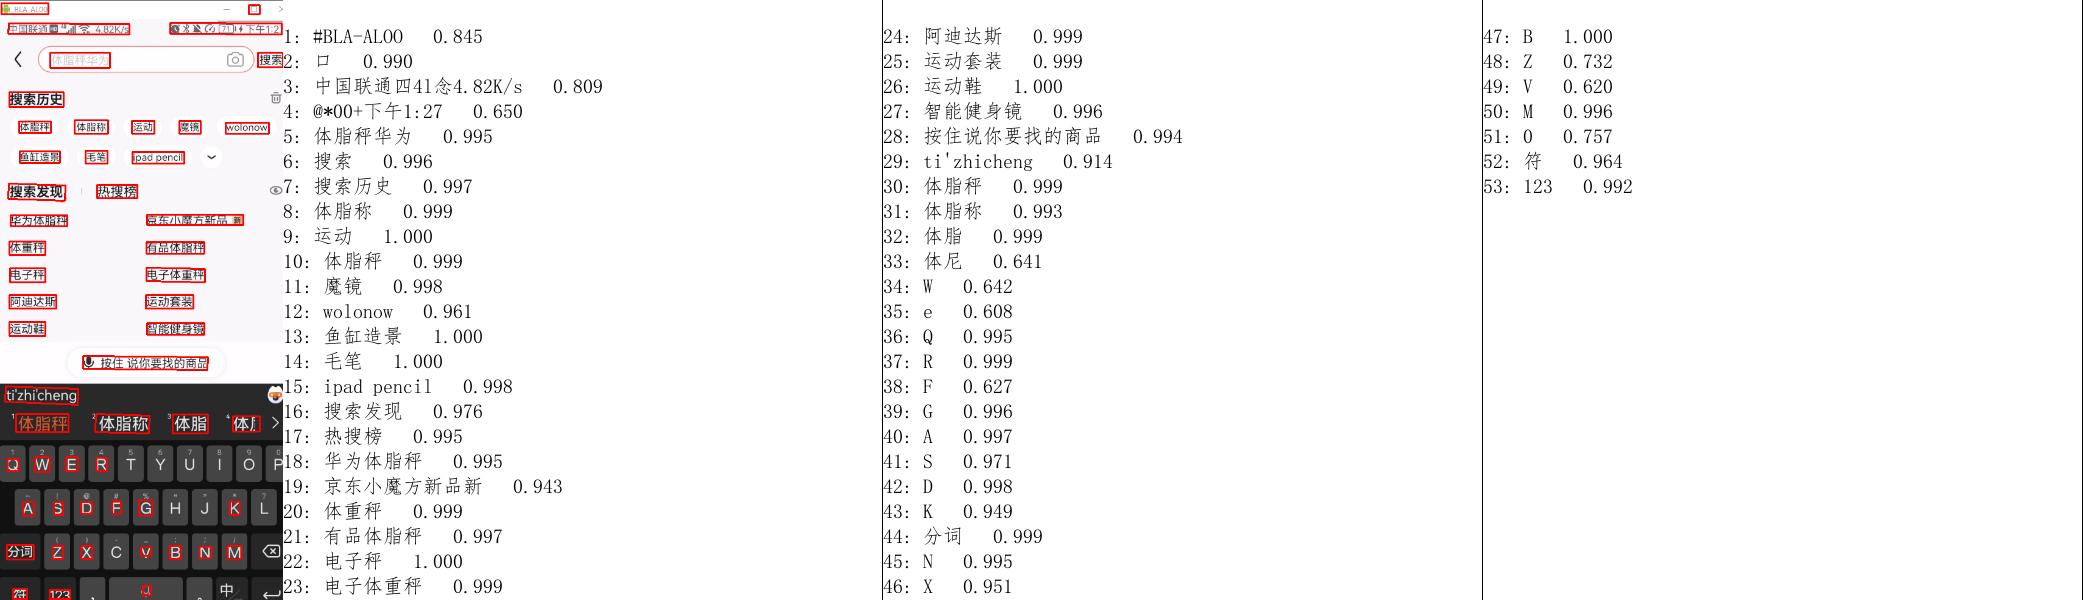 BLA-AL00
中国联通 4.82K/s 71 下午1:2
体脂秤华为 搜索
搜索历史
体脂秤 体脂称 运动 魔镜 wolonow
鱼缸造景 毛笔 ipad pencil
搜索发现 热搜榜
华为体脂秤 京东小魔方新品 新
体重秤 有品体脂秤
电子秤 电子体重秤
阿迪达斯 运动套装
运动鞋 智能健身镜
按住 说你要找的商品
ti'zhi'cheng
1 体脂秤 2 体脂称 3 体脂 4 体
1 2 3 4 5 6 7 8 9 0
Q W E R T Y U I O P
~ ! @ # % " " * ?
A S D F G H J K L
分词 Z X C V B N M
符 123 , 。 中
1: #BLA-AL0O 0.845
2: 口 0.990
3: 中国联通四4l念4.82K/s 0.809
4: @*00+下午1:27 0.650
5: 体脂秤华为 0.995
6: 搜索 0.996
7: 搜索历史 0.997
8: 体脂称 0.999
9: 运动 1.000
10: 体脂秤 0.999
11: 魔镜 0.998
12: wolonow 0.961
13: 鱼缸造景 1.000
14: 毛笔 1.000
15: ipad pencil 0.998
16: 搜索发现 0.976
17: 热搜榜 0.995
18: 华为体脂秤 0.995
19: 京东小魔方新品新 0.943
20: 体重秤 0.999
21: 有品体脂秤 0.997
22: 电子秤 1.000
23: 电子体重秤 0.999
24: 阿迪达斯 0.999
25: 运动套装 0.999
26: 运动鞋 1.000
27: 智能健身镜 0.996
28: 按住说你要找的商品 0.994
29: ti'zhicheng 0.914
30: 体脂秤 0.999
31: 体脂称 0.993
32: 体脂 0.999
33: 体尼 0.641
34: W 0.642
35: e 0.608
36: Q 0.995
37: R 0.999
38: F 0.627
39: G 0.996
40: A 0.997
41: S 0.971
42: D 0.998
43: K 0.949
44: 分词 0.999
45: N 0.995
46: X 0.951
47: B 1.000
48: Z 0.732
49: V 0.620
50: M 0.996
51: 0 0.757
52: 符 0.964
53: 123 0.992